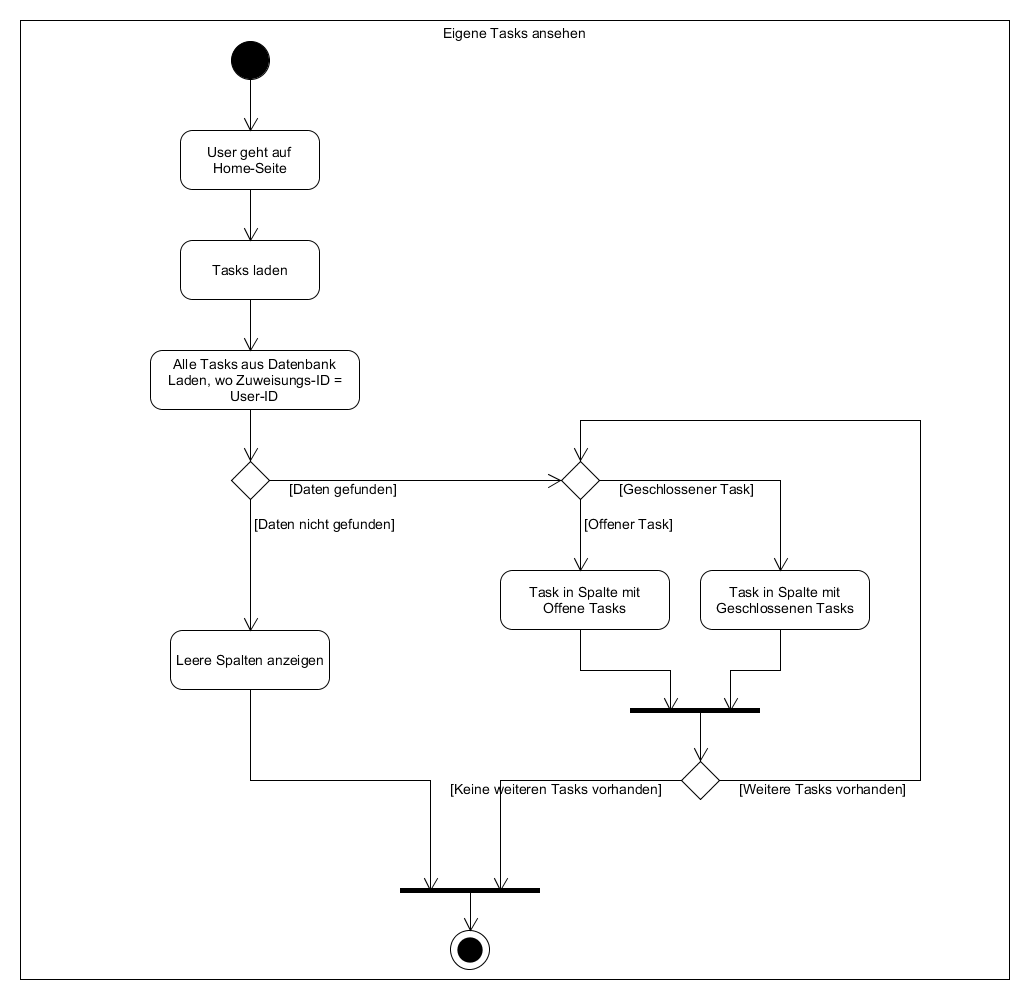 Eigene Tasks ansehen
User geht auf
Home-Seite
Tasks laden
Alle Tasks aus Datenbank
Laden, wo Zuweisungs-ID =
User-ID
[Daten gefunden]
[Geschlossener Task]
[Daten nicht gefunden]
[Offener Task]
Task in Spalte mit
Offene Tasks
Task in Spalte mit
Geschlossenen Tasks
Leere Spalten anzeigen
[Keine weiteren Tasks vorhanden]
[Weitere Tasks vorhanden]